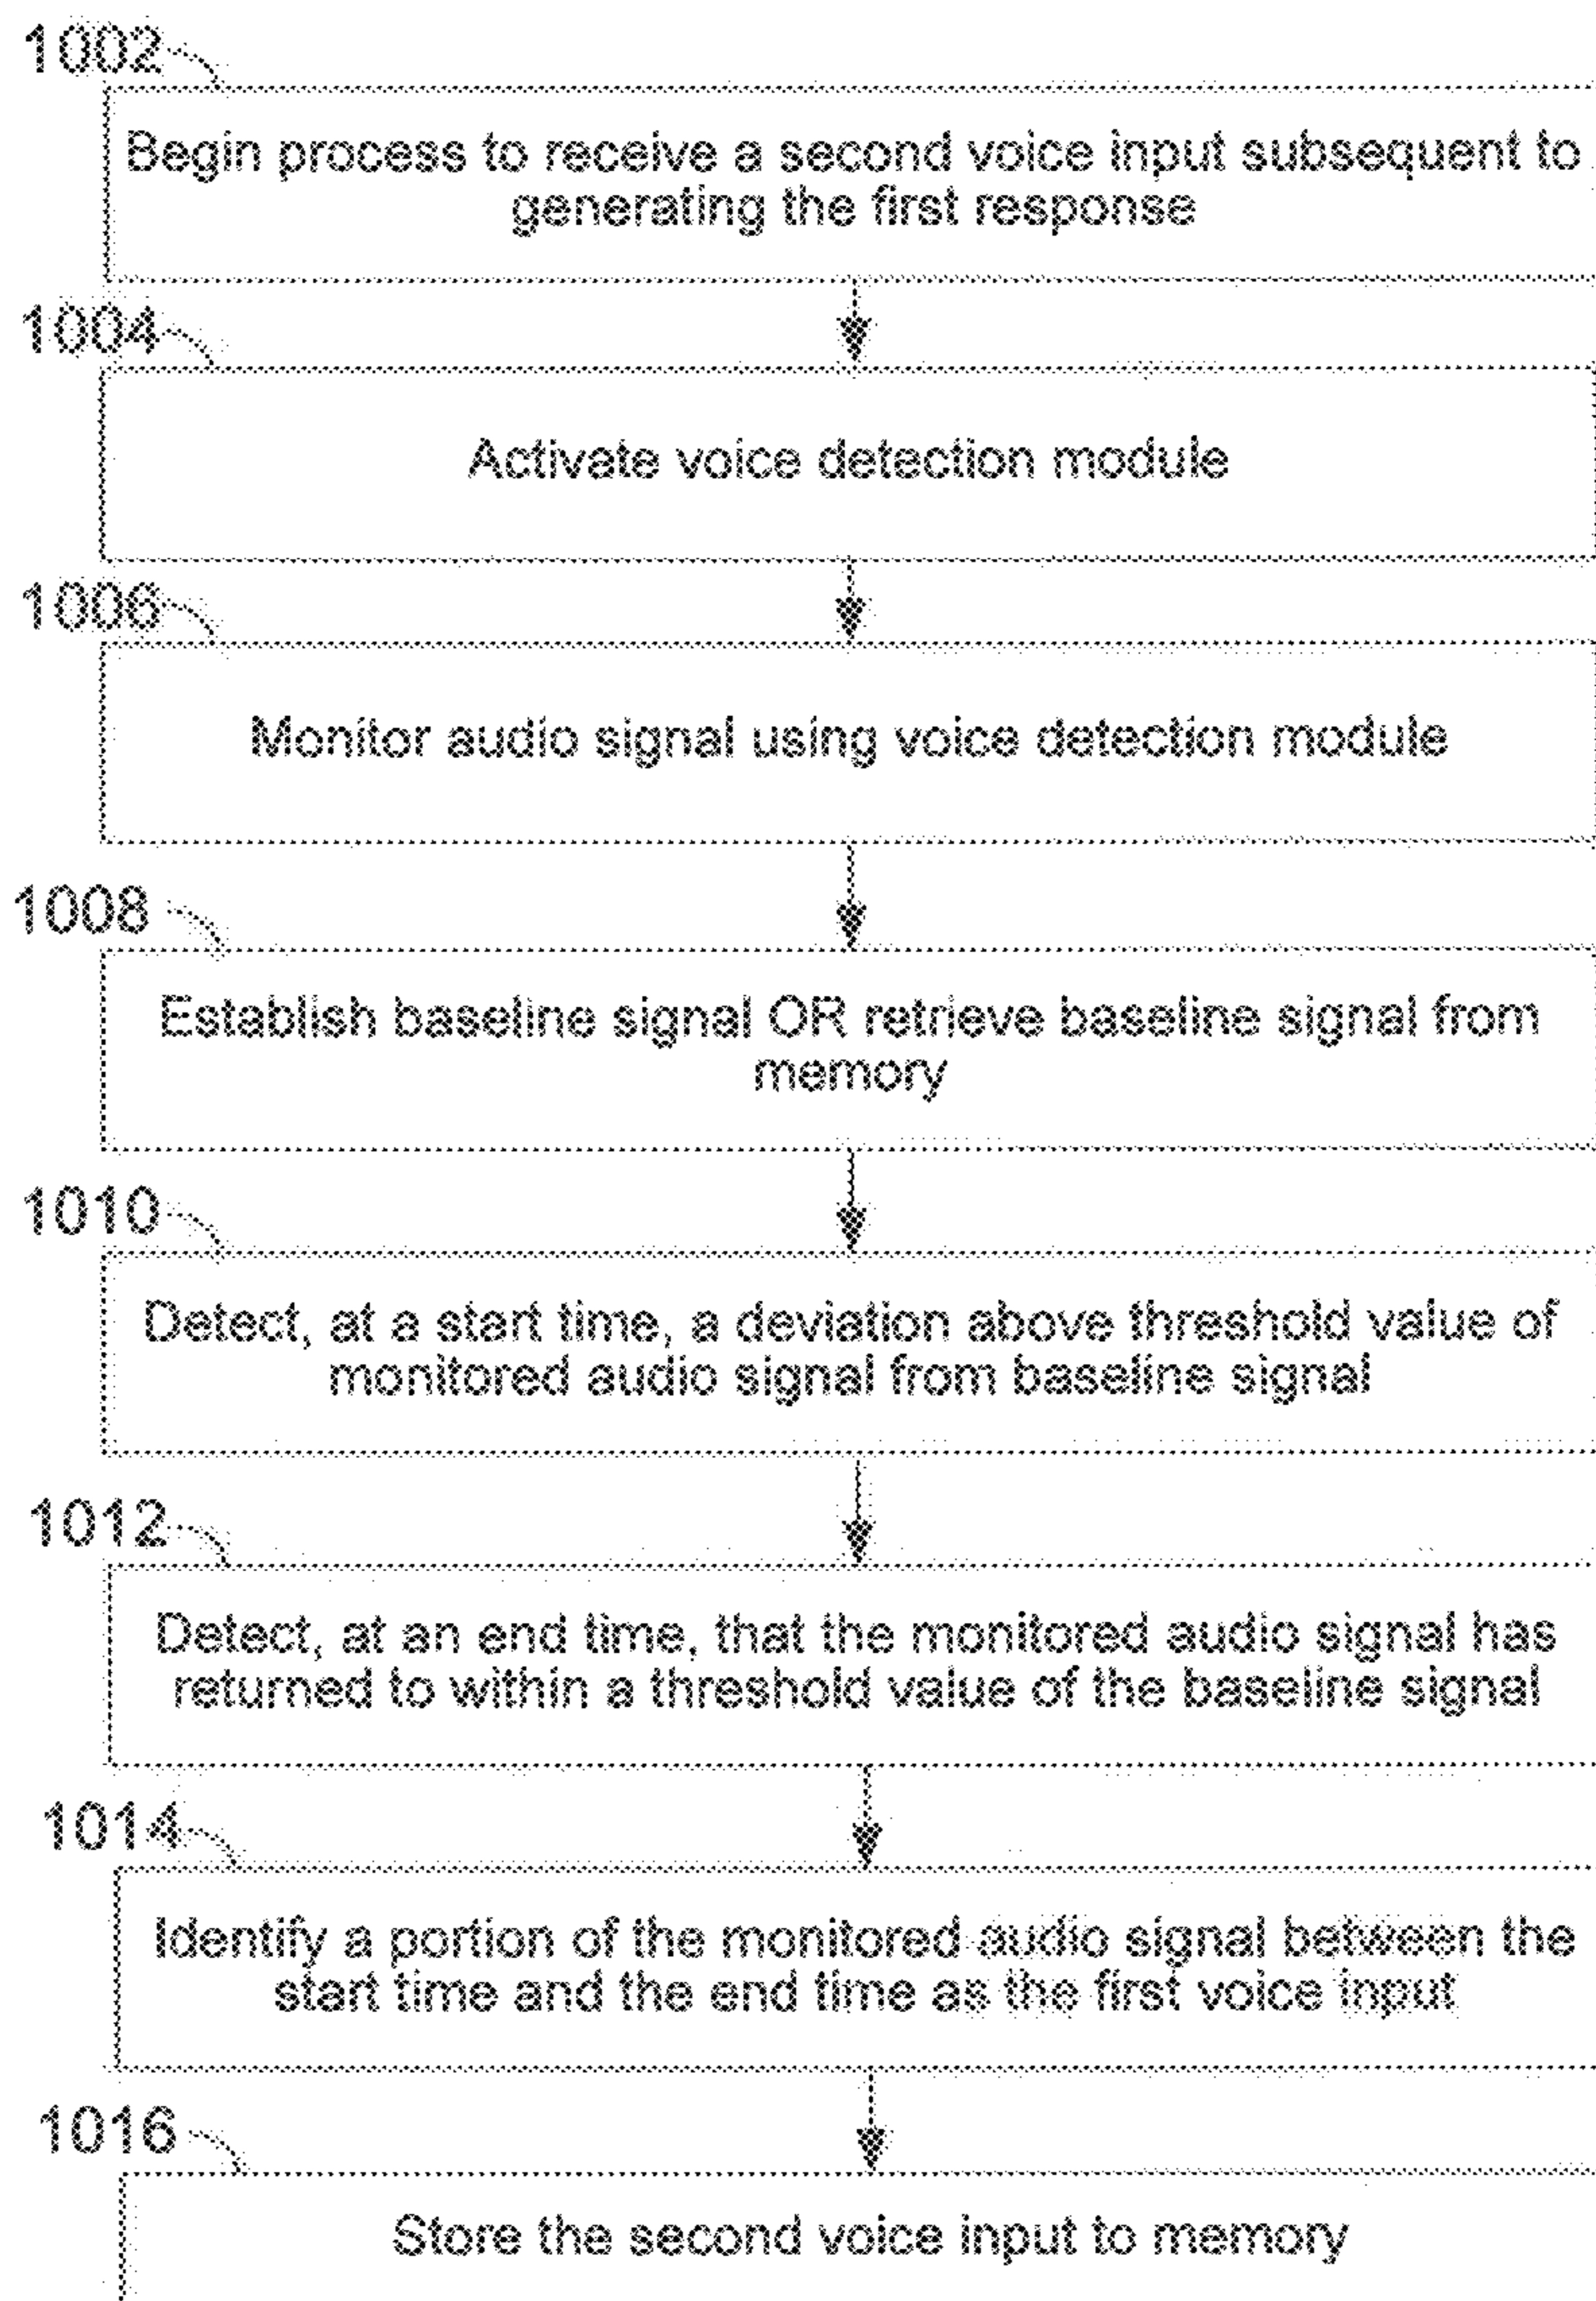 1002
Begin process to receive a second voice input subsequent to
generating the first response
1004
Activate voice detection module
1006
Monitor audio signal using voice detection module
1008
Establish baseline signal OR retrieve baseline signal from
memory
1010
Detect, at a start time, a deviation above threshold value of
monitored audio signal from baseline signal
1012
Detect, at an end time, that the monitored audio signal has
returned to within a threshold value of the baseline signal
1014
Identify a portion of the monitored audio signal between the
start time and the end time as the first voice input
1016
Store the second voice input to memory